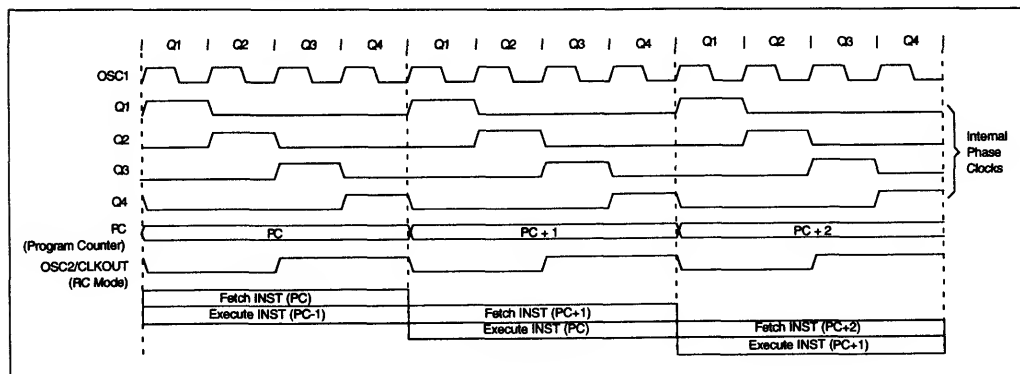 Q1 | Q2 | Q3 | Q4 | Q1 | Q2 | Q3 | Q4 | Q1 | Q2 | Q3 | Q4
OSC1
Q1
Q2
Q3
Q4
Internal
Phase
Clocks
PC
(Program Counter)
PC
PC + 1
PC + 2
OSC2/CLKOUT
(RC Mode)
Fetch INST (PC)
Execute INST (PC-1)
Fetch INST (PC+1)
Execute INST (PC)
Fetch INST (PC+2)
Execute INST (PC+1)